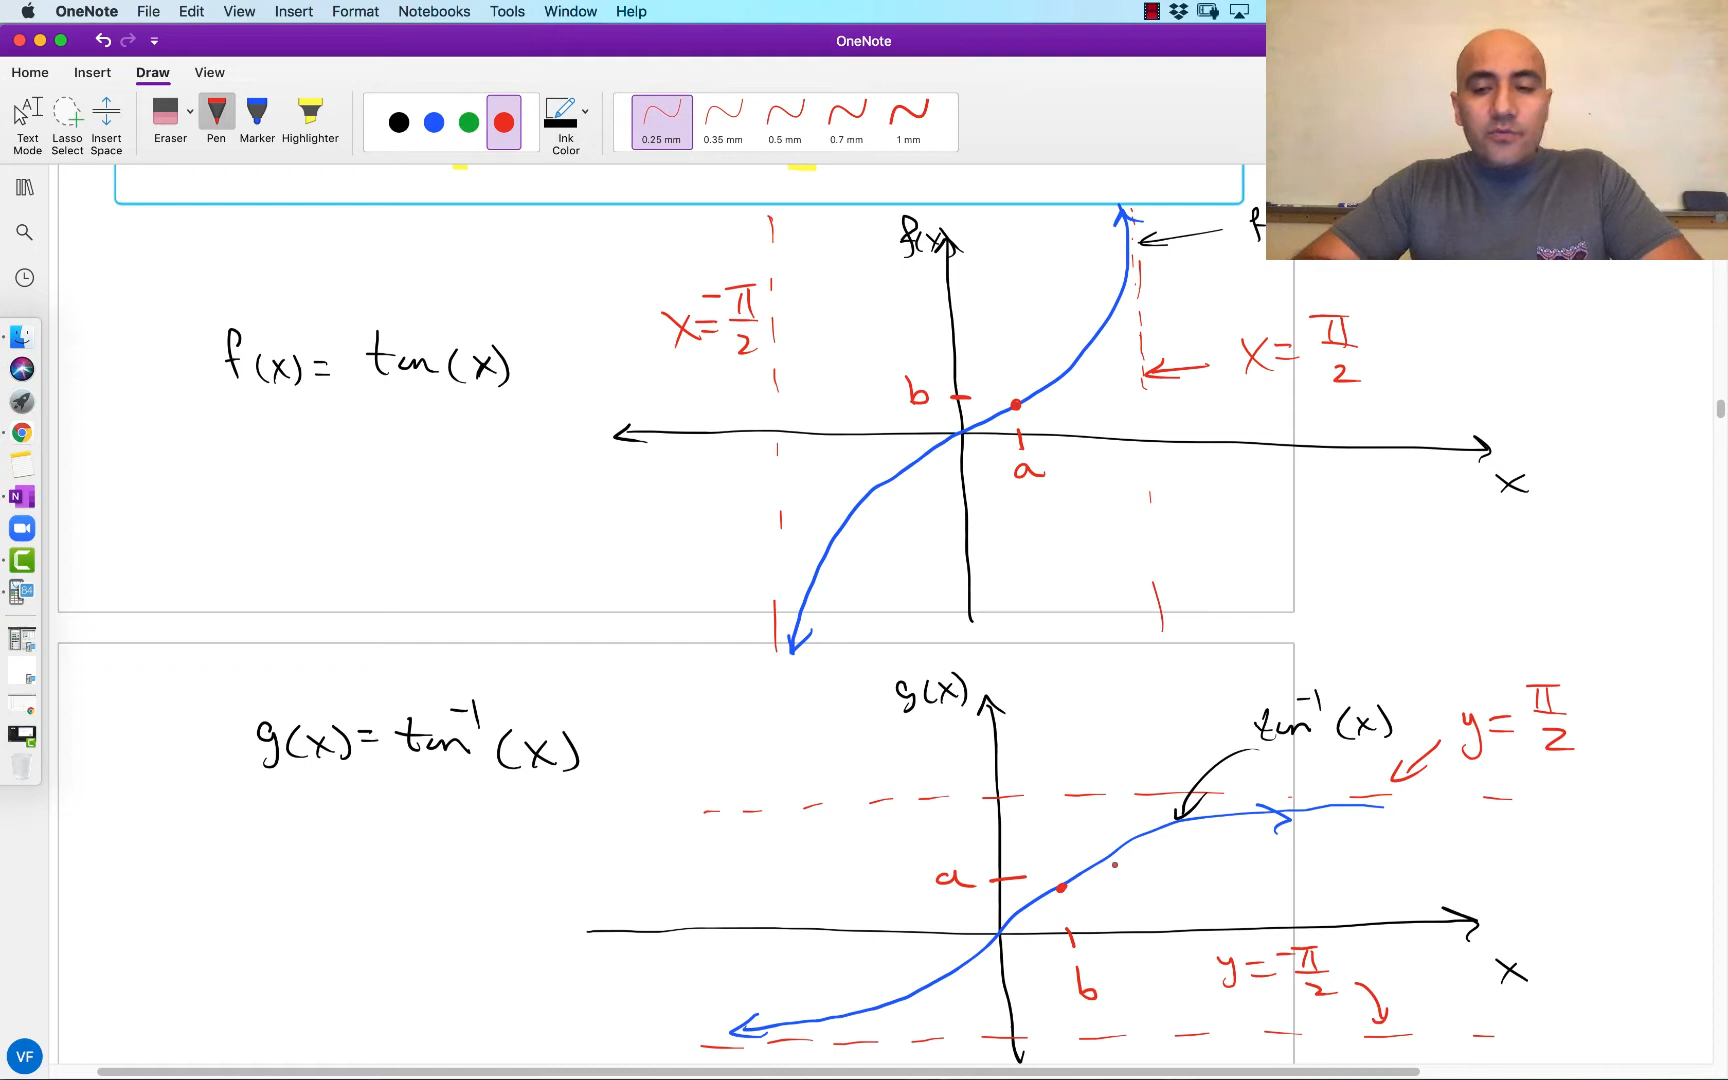 OneNote File Edit View Insert Format Notebooks Tools Window Help
OneNote
Home Insert Draw View
Text Mode
Lasso Select
Insert Space
Eraser
Pen
Marker
Highlighter
Ink Color
0.25 mm
0.35 mm
0.5 mm
0.7 mm
1 mm
f(x)
f
x = -π/2
f(x) = tan(x)
x = π/2
b
a
x
g(x)
g(x) = tan⁻¹(x)
tan⁻¹(x)
y = π/2
a
b
y = -π/2
x
VF